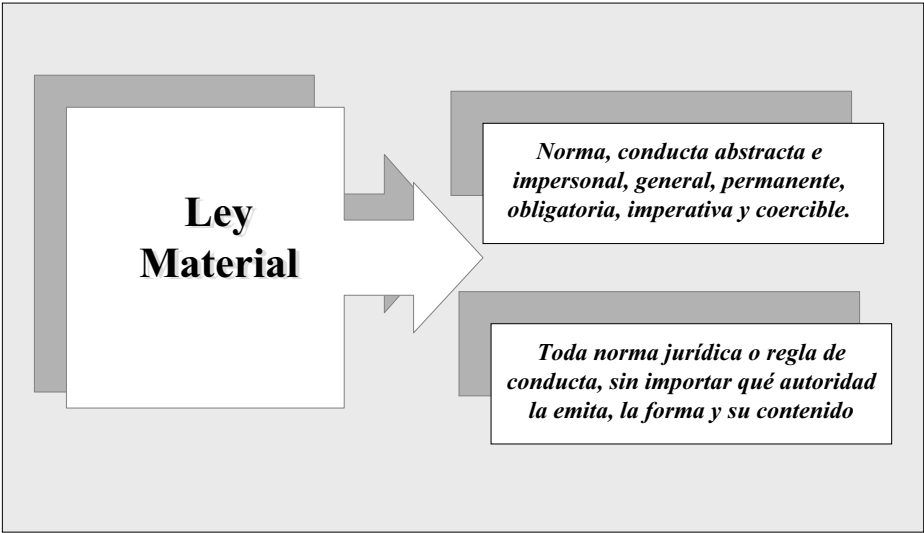 Ley
Material
Norma, conducta abstracta e
impersonal, general, permanente,
obligatoria, imperativa y coercible.
Toda norma jurídica o regla de
conducta, sin importar qué autoridad
la emita, la forma y su contenido